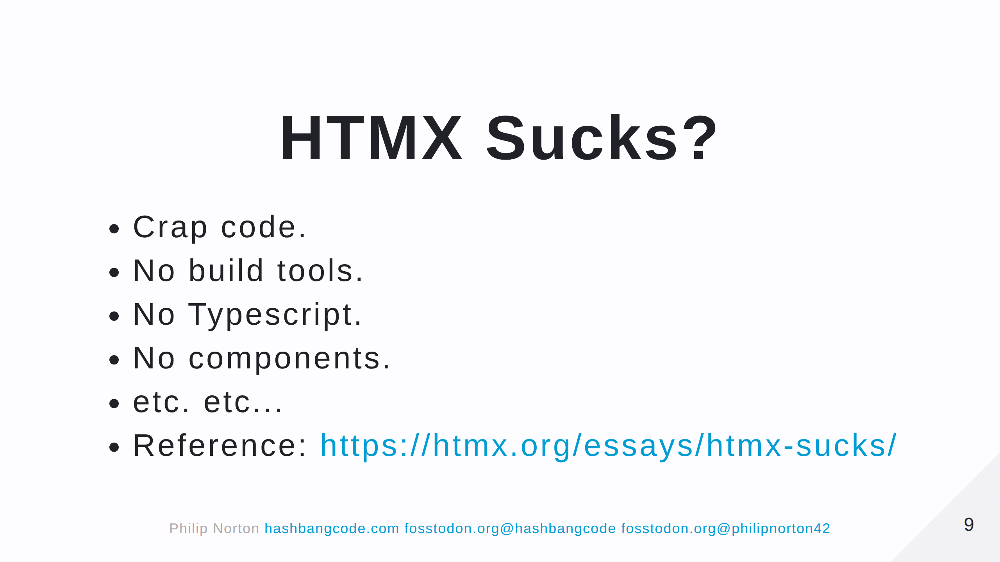 HTMX Sucks?
• Crap code.
• No build tools.
• No Typescript.
• No components.
• etc. etc...
• Reference: https://htmx.org/essays/htmx-sucks/
Philip Norton hashbangcode.com fosstodon.org@hashbangcode fosstodon.org@philipnorton42
9